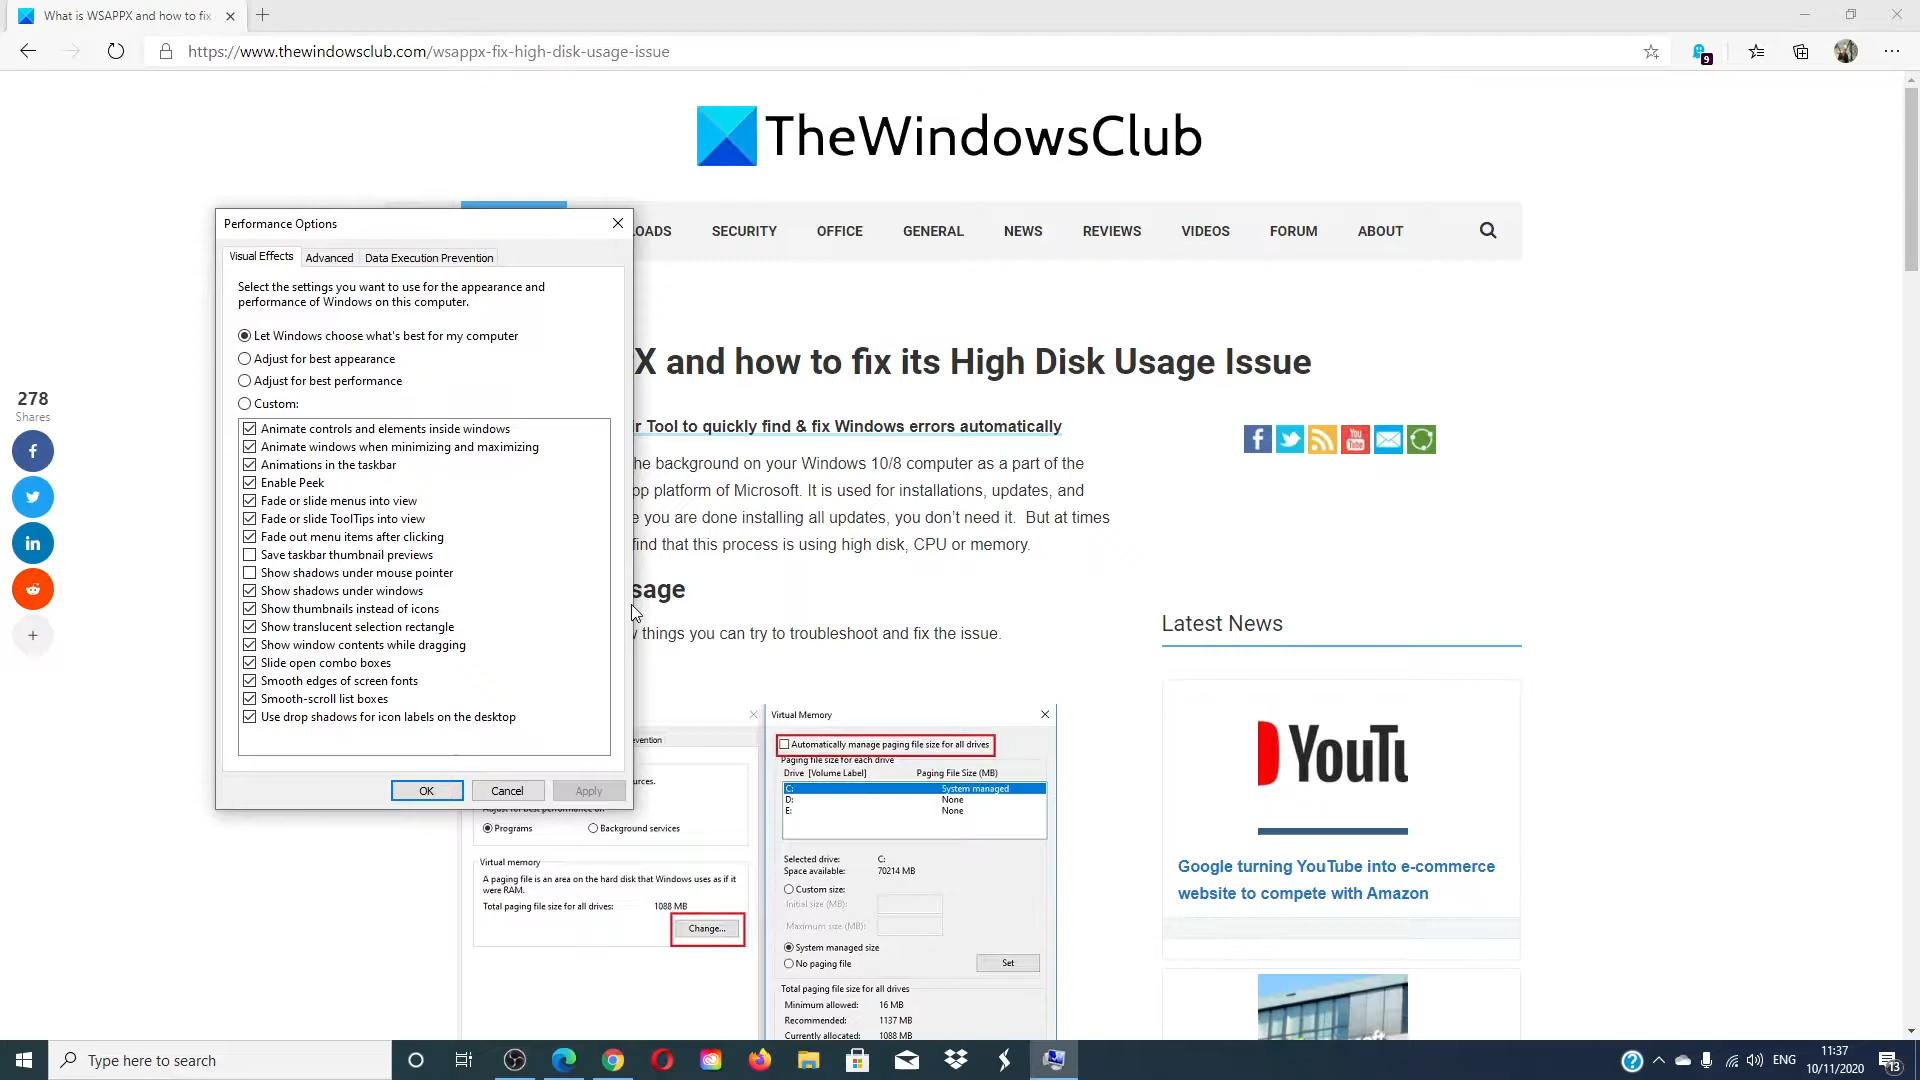 What is WSAPPX and how to fix
https://www.thewindowsclub.com/wsappx-fix-high-disk-usage-issue
9
TheWindowsClub
LOADS
SECURITY
OFFICE
GENERAL
NEWS
REVIEWS
VIDEOS
FORUM
ABOUT
Performance Options
Visual Effects
Advanced
Data Execution Prevention
Select the settings you want to use for the appearance and
performance of Windows on this computer.
Let Windows choose what's best for my computer
Adjust for best appearance
Adjust for best performance
Custom:
Animate controls and elements inside windows
Animate windows when minimizing and maximizing
Animations in the taskbar
Enable Peek
Fade or slide menus into view
Fade or slide ToolTips into view
Fade out menu items after clicking
Save taskbar thumbnail previews
Show shadows under mouse pointer
Show shadows under windows
Show thumbnails instead of icons
Show translucent selection rectangle
Show window contents while dragging
Slide open combo boxes
Smooth edges of screen fonts
Smooth-scroll list boxes
Use drop shadows for icon labels on the desktop
OK
Cancel
Apply
278
Shares
X and how to fix its High Disk Usage Issue
r Tool to quickly find & fix Windows errors automatically
he background on your Windows 10/8 computer as a part of the
pp platform of Microsoft. It is used for installations, updates, and
e you are done installing all updates, you don't need it. But at times
find that this process is using high disk, CPU or memory.
sage
things you can try to troubleshoot and fix the issue.
You
Tube
Latest News
YouTu
Google turning YouTube into e-commerce
website to compete with Amazon
evention
urces.
Programs
Background services
Virtual memory
A paging file is an area on the hard disk that Windows uses as if it
were RAM.
Total paging file size for all drives:
1088 MB
Change...
Virtual Memory
Automatically manage paging file size for all drives
Paging file size for each drive
Drive [Volume Label]
Paging File Size (MB)
C:
System managed
D:
None
E:
None
Selected drive:
C:
Space available:
70214 MB
Custom size:
Initial size (MB):
Maximum size (MB):
System managed size
No paging file
Set
Total paging file size for all drives
Minimum allowed:
16 MB
Recommended:
1137 MB
Currently allocated:
1088 MB
Type here to search
ENG
11:37
10/11/2020
13